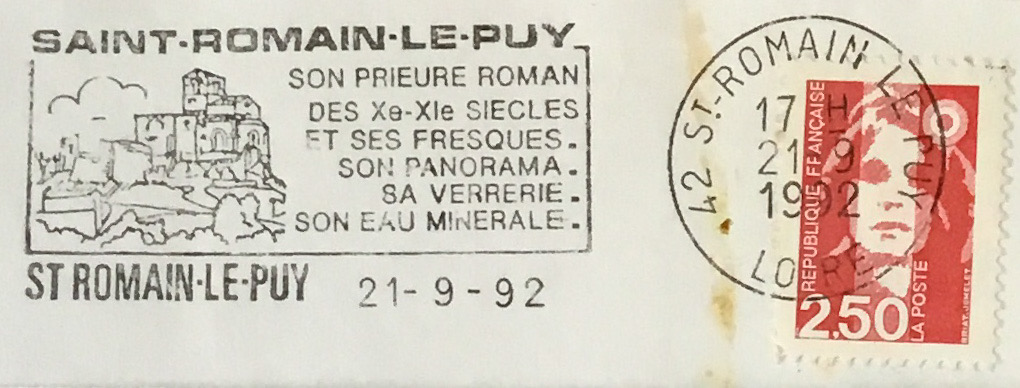 SAINT-ROMAIN-LE-PUY
SON PRIEURE ROMAN
DES Xe-XIe SIECLES
ET SES FRESQUES.
SON PANORAMA.
SA VERRERIE.
SON EAU MINERALE.
ST ROMAIN-LE-PUY 21-9-92
42 ST-ROMAIN LE PUY
17 H
21-9
1992
LOIRE
REPUBLIQUE FRANÇAISE
2,50
LA POSTE
BRIAT-JUMELET